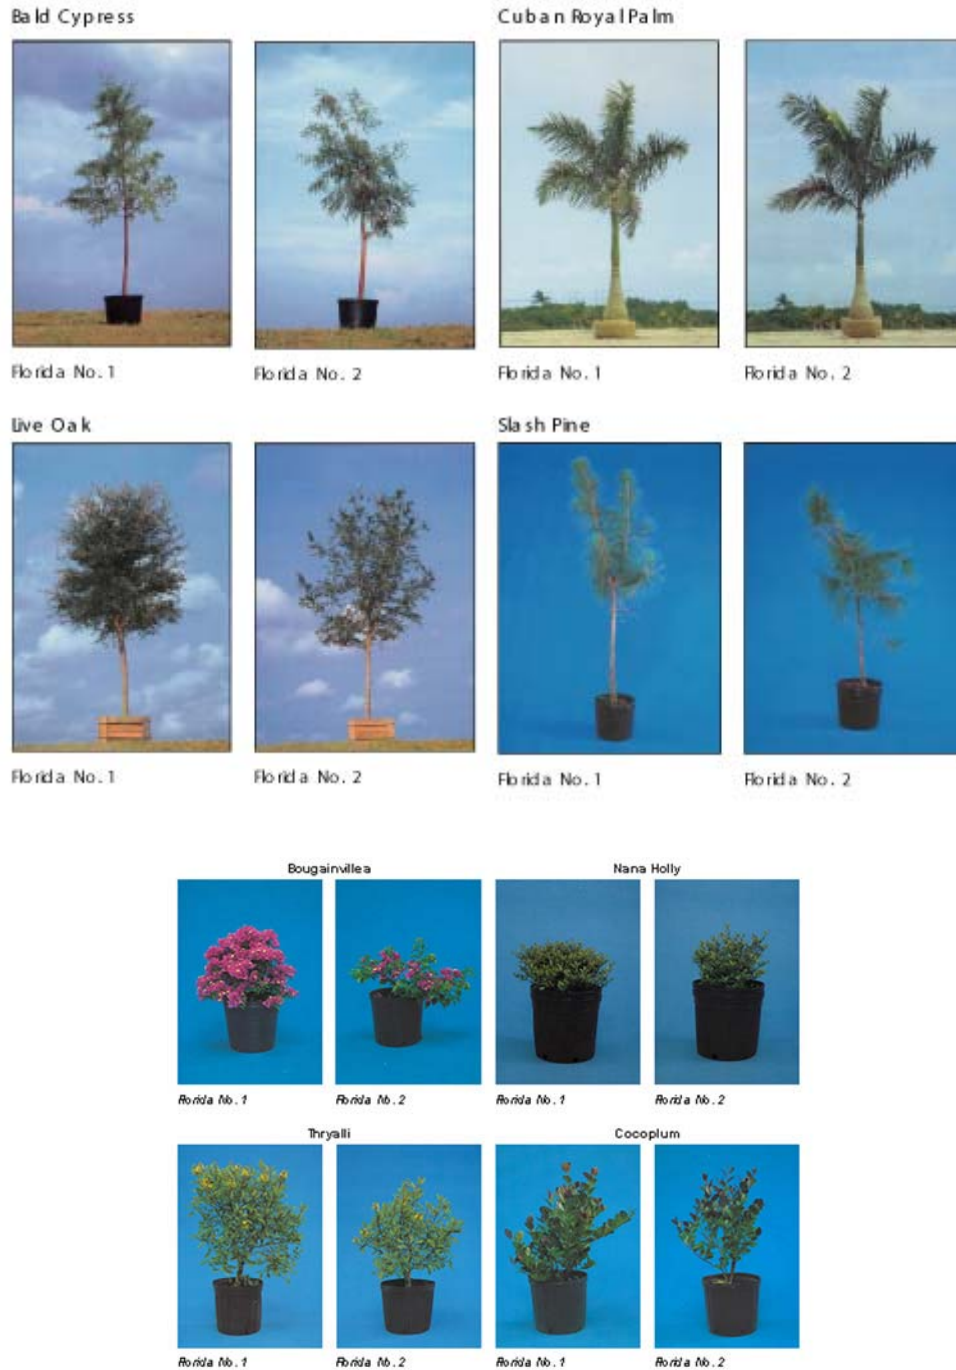 Bald Cypress
Cuban Royal Palm
Florida No. 1
Florida No. 2
Florida No. 1
Florida No. 2
Live Oak
Slash Pine
Florida No. 1
Florida No. 2
Florida No. 1
Florida No. 2
Bougainvillea
Nana Holly
Florida No. 1
Florida No. 2
Florida No. 1
Florida No. 2
Thryalli
Cocoplum
Florida No. 1
Florida No. 2
Florida No. 1
Florida No. 2